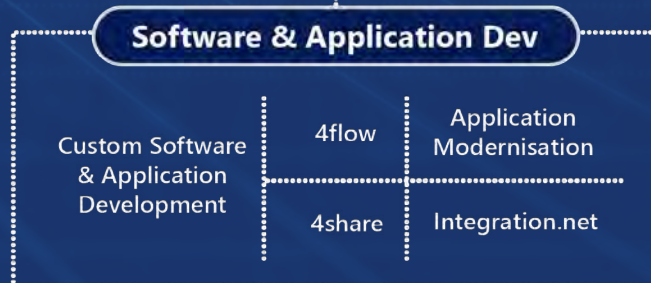 Software & Application Dev
Custom Software
& Application
Development
4flow
Application
Modernisation
4share
Integration.net